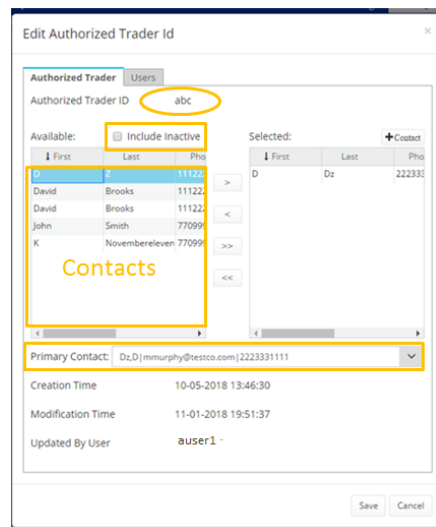 Edit Authorized Trader Id ×
Authorized Trader Users
Authorized Trader ID abc
Available: Include Inactive Selected: +Contact
First Last Pho First Last Pho
D Z 11122 > D Dz 222333
David Brooks 11122
David Brooks 11122 <
John Smith 77099
K Novembereleven 77099 >>
Contacts
<<
Primary Contact: Dz,D|mmurphy@testco.com|2223331111
Creation Time 10-05-2018 13:46:30
Modification Time 11-01-2018 19:51:37
Updated By User auser1
Save Cancel